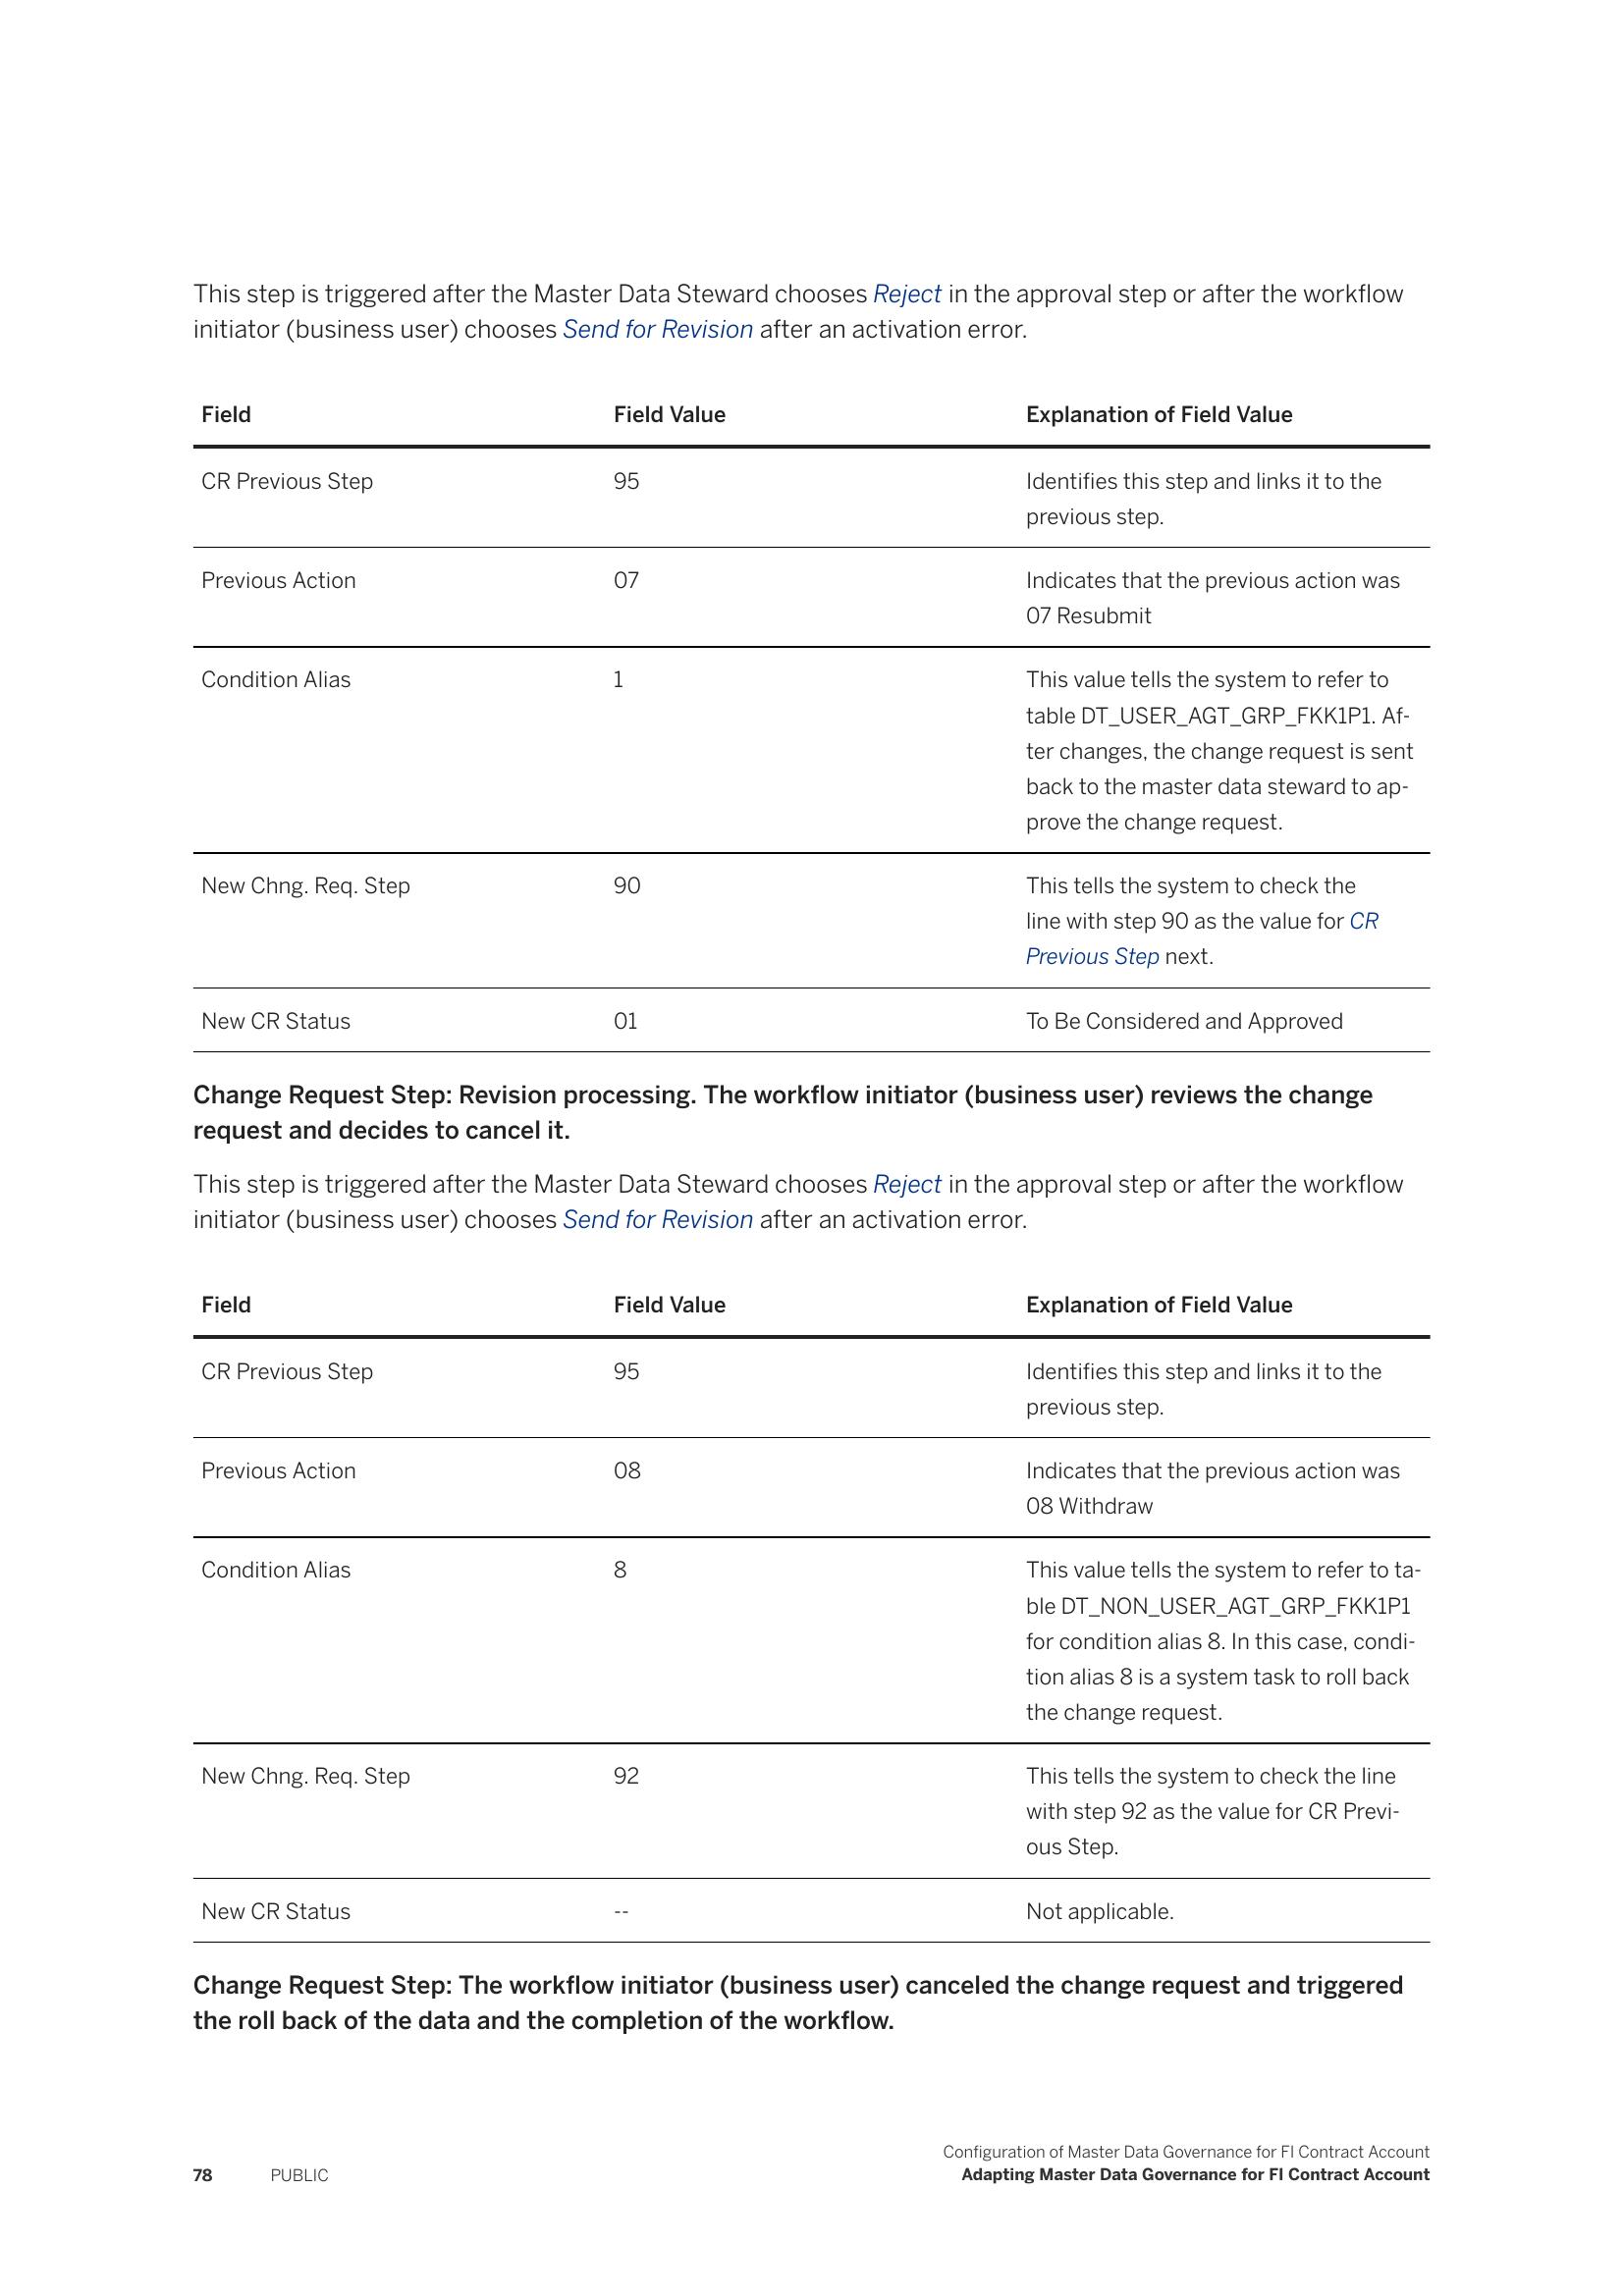 This step is triggered after the Master Data Steward chooses Reject in the approval step or after the workflow
initiator (business user) chooses Send for Revision after an activation error.
Field Field Value Explanation of Field Value
CR Previous Step 95 Identifies this step and links it to the
previous step.
Previous Action 07 Indicates that the previous action was
07 Resubmit
Condition Alias 1 This value tells the system to refer to
table DT_USER_AGT_GRP_FKK1P1. Af-
ter changes, the change request is sent
back to the master data steward to ap-
prove the change request.
New Chng. Req. Step 90 This tells the system to check the
line with step 90 as the value for CR
Previous Step next.
New CR Status 01 To Be Considered and Approved
Change Request Step: Revision processing. The workflow initiator (business user) reviews the change
request and decides to cancel it.
This step is triggered after the Master Data Steward chooses Reject in the approval step or after the workflow
initiator (business user) chooses Send for Revision after an activation error.
Field Field Value Explanation of Field Value
CR Previous Step 95 Identifies this step and links it to the
previous step.
Previous Action 08 Indicates that the previous action was
08 Withdraw
Condition Alias 8 This value tells the system to refer to ta-
ble DT_NON_USER_AGT_GRP_FKK1P1
for condition alias 8. In this case, condi-
tion alias 8 is a system task to roll back
the change request.
New Chng. Req. Step 92 This tells the system to check the line
with step 92 as the value for CR Previ-
ous Step.
New CR Status -- Not applicable.
Change Request Step: The workflow initiator (business user) canceled the change request and triggered
the roll back of the data and the completion of the workflow.
Configuration of Master Data Governance for FI Contract Account
78 PUBLIC Adapting Master Data Governance for FI Contract Account